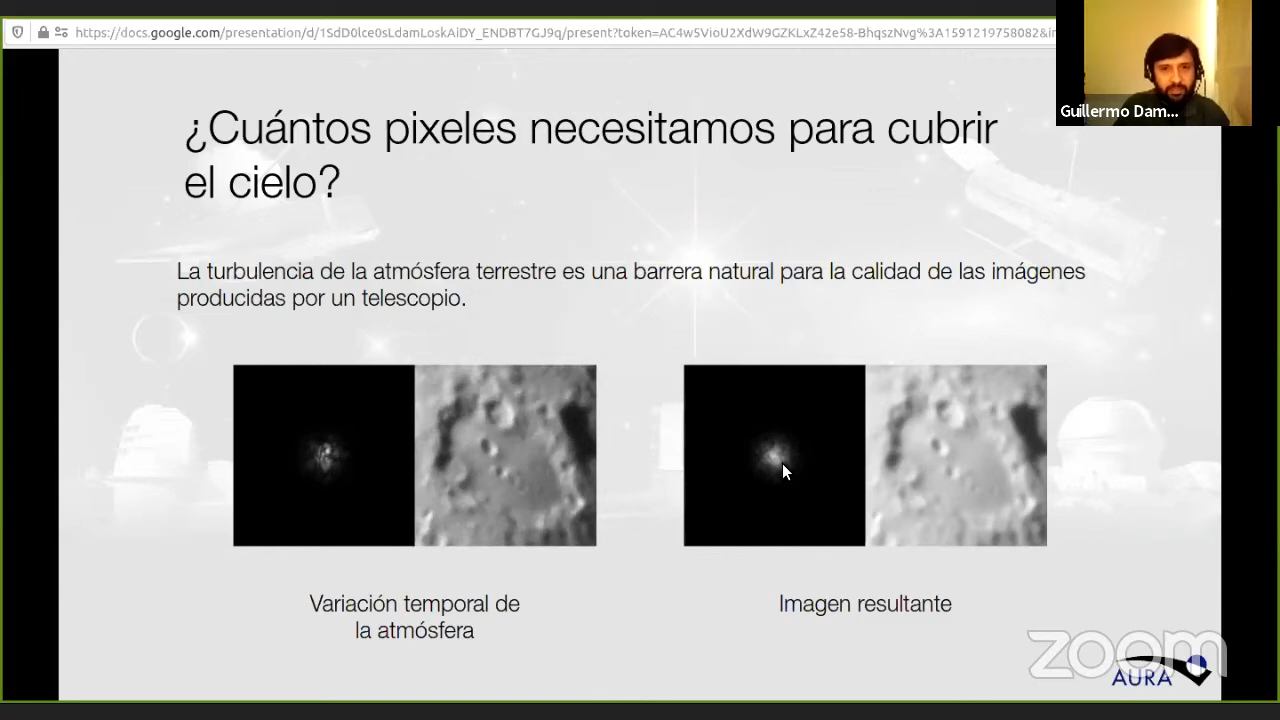 https://docs.google.com/presentation/d/1SdD0lce0sLdamLoskAiDY_ENDBT7GJ9q/present?token=AC4w5VioU2XdW9GZKLxZ42e58-BhqszNvg%3A1591219758082&i
Guillermo Dam...
¿Cuántos pixeles necesitamos para cubrir
el cielo?
La turbulencia de la atmósfera terrestre es una barrera natural para la calidad de las imágenes
producidas por un telescopio.
Variación temporal de
la atmósfera
Imagen resultante
zoom
AURA